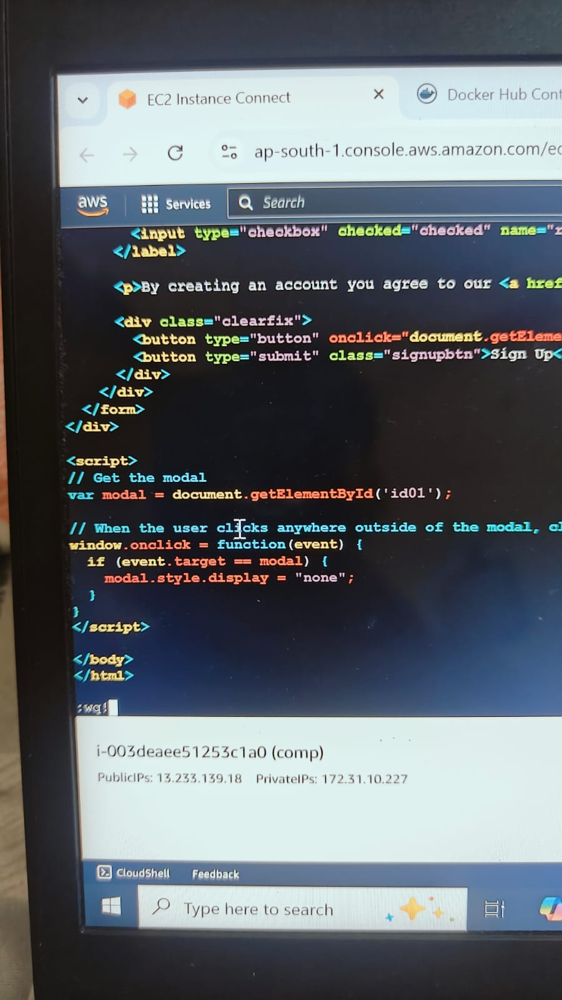 EC2 Instance Connect
Docker Hub
ap-south-1.console.aws.amazon.com/
aws Services Search
<input type="checkbox" checked="checked" name=
</label>
<p>By creating an account you agree to our <a href
<div class="clearfix">
<button type="button" onclick="document.getEleme
<button type="submit" class="signupbtn">Sign Up<
</div>
</div>
</form>
</div>
<script>
// Get the modal
var modal = document.getElementById('id01');
// When the user clicks anywhere outside of the modal,
window.onclick = function(event) {
if (event.target == modal) {
modal.style.display = "none";
}
}
</script>
</body>
</html>
:wq!
i-003deaee51253c1a0 (comp)
PublicIPs: 13.233.139.18 PrivateIPs: 172.31.10.227
CloudShell Feedback
Type here to search